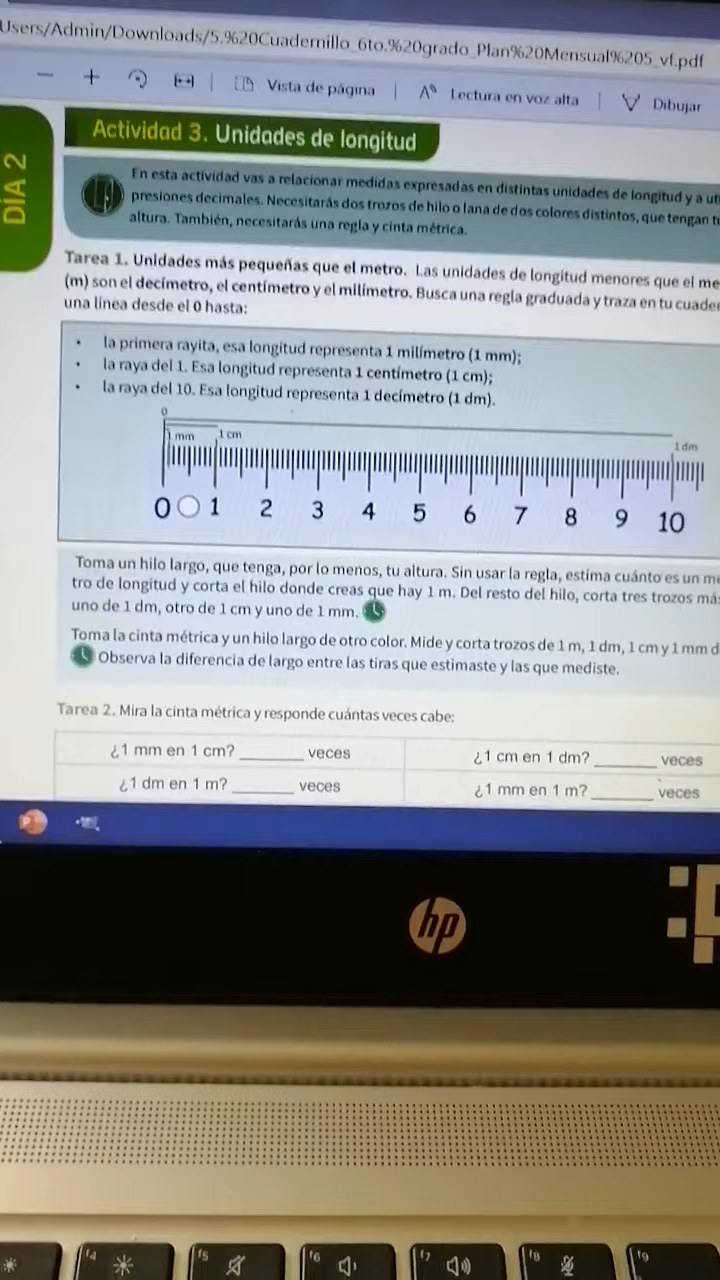 Users/Admin/Downloads/5.%20Cuadernillo_6to.%20grado_Plan%20Mensual%205_vf.pdf
Vista de página
Lectura en voz alta
Dibujar
DÍA 2
Actividad 3. Unidades de longitud
En esta actividad vas a relacionar medidas expresadas en distintas unidades de longitud y a
presiones decimales. Necesitarás dos trozos de hilo o lana de dos colores distintos, que tengan
altura. También, necesitarás una regla y cinta métrica.
Tarea 1. Unidades más pequeñas que el metro. Las unidades de longitud menores que el me
(m) son el decímetro, el centímetro y el milímetro. Busca una regla graduada y traza en tu cuader
una línea desde el 0 hasta:
• la primera rayita, esa longitud representa 1 milímetro (1 mm);
• la raya del 1. Esa longitud representa 1 centímetro (1 cm);
• la raya del 10. Esa longitud representa 1 decímetro (1 dm).
0
1 mm 1 cm 1 dm
0 1 2 3 4 5 6 7 8 9 10
Toma un hilo largo, que tenga, por lo menos, tu altura. Sin usar la regla, estima cuánto es un me
tro de longitud y corta el hilo donde creas que hay 1 m. Del resto del hilo, corta tres trozos más
uno de 1 dm, otro de 1 cm y uno de 1 mm.
Toma la cinta métrica y un hilo largo de otro color. Mide y corta trozos de 1 m, 1 dm, 1 cm y 1 mm d
Observa la diferencia de largo entre las tiras que estimaste y las que mediste.
Tarea 2. Mira la cinta métrica y responde cuántas veces cabe:
¿1 mm en 1 cm? ______ veces ¿1 cm en 1 dm? ______ veces
¿1 dm en 1 m? ______ veces ¿1 mm en 1 m? ______ veces
P
hp
f4 f5 f6 f7 f8 f9